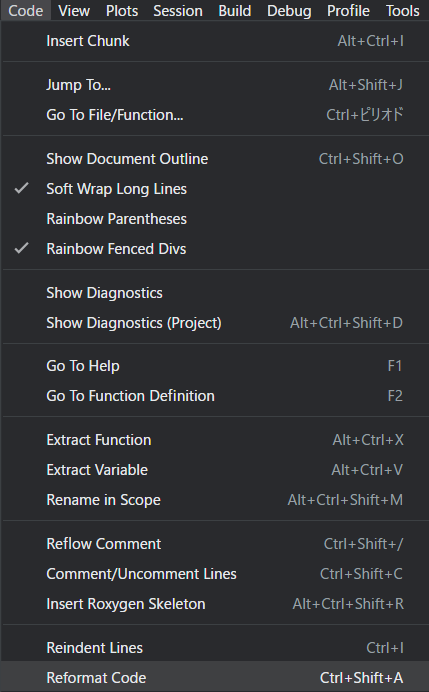 Code View Plots Session Build Debug Profile Tools
Insert Chunk Alt+Ctrl+I
Jump To... Alt+Shift+J
Go To File/Function... Ctrl+ピリオド
Show Document Outline Ctrl+Shift+O
Soft Wrap Long Lines
Rainbow Parentheses
Rainbow Fenced Divs
Show Diagnostics
Show Diagnostics (Project) Alt+Ctrl+Shift+D
Go To Help F1
Go To Function Definition F2
Extract Function Alt+Ctrl+X
Extract Variable Alt+Ctrl+V
Rename in Scope Alt+Ctrl+Shift+M
Reflow Comment Ctrl+Shift+/
Comment/Uncomment Lines Ctrl+Shift+C
Insert Roxygen Skeleton Alt+Ctrl+Shift+R
Reindent Lines Ctrl+I
Reformat Code Ctrl+Shift+A